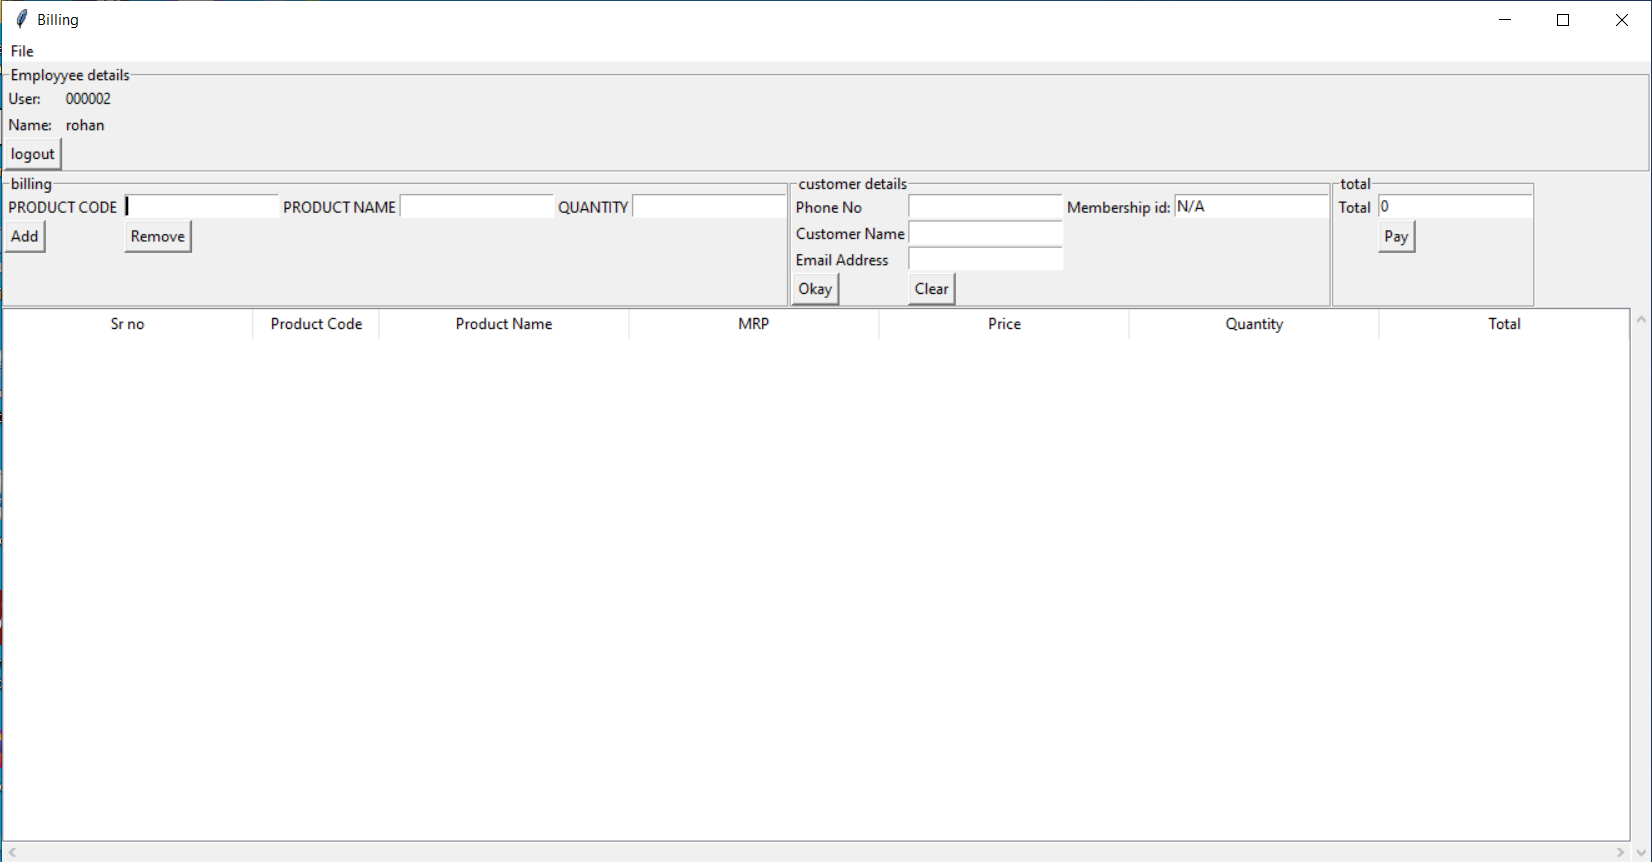 Billing
File
Employyee details
User: 000002
Name: rohan
logout
billing customer details total
PRODUCT CODE PRODUCT NAME QUANTITY Phone No Membership id: N/A Total 0
Add Remove Customer Name Pay
Email Address
Okay Clear
Sr no Product Code Product Name MRP Price Quantity Total